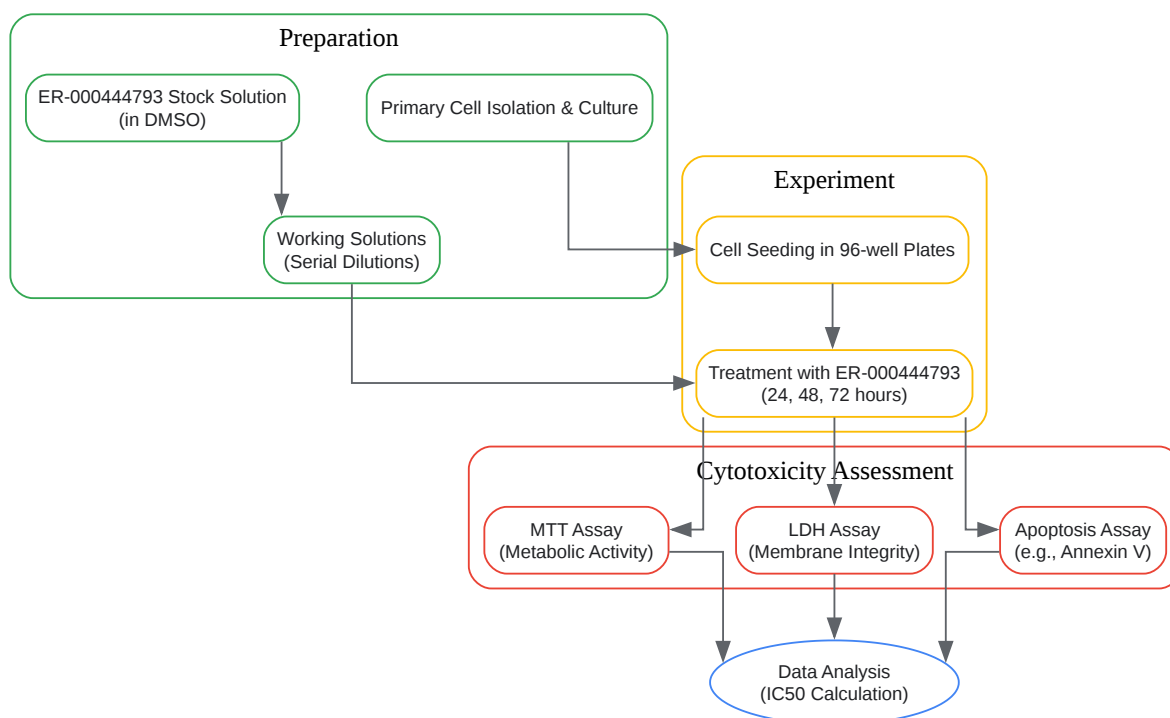 Preparation
ER-000444793 Stock Solution
(in DMSO)
Primary Cell Isolation & Culture
Working Solutions
(Serial Dilutions)
Experiment
Cell Seeding in 96-well Plates
Treatment with ER-000444793
(24, 48, 72 hours)
Cytotoxicity Assessment
MTT Assay
(Metabolic Activity)
LDH Assay
(Membrane Integrity)
Apoptosis Assay
(e.g., Annexin V)
Data Analysis
(IC50 Calculation)